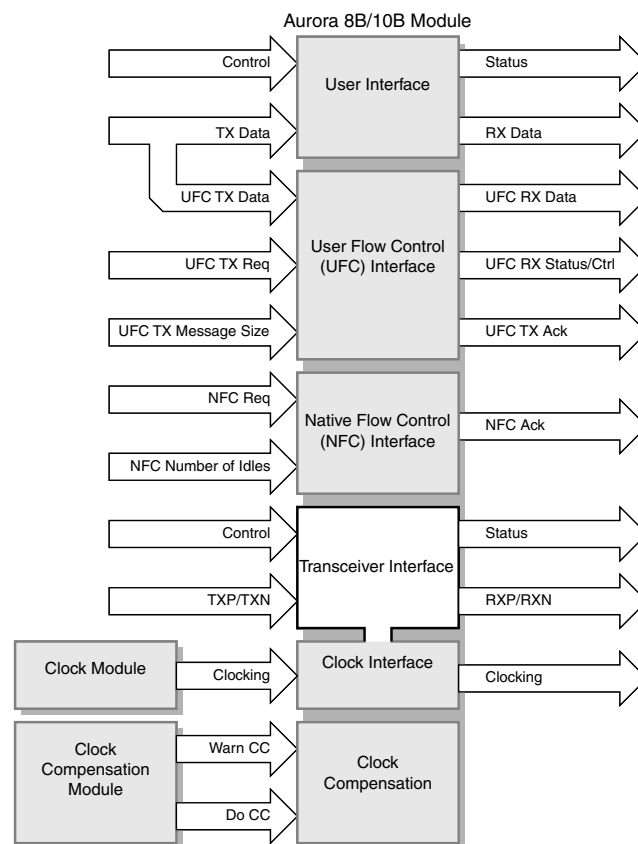 Aurora 8B/10B Module
Control
User Interface
Status
TX Data
RX Data
UFC TX Data
UFC RX Data
UFC TX Req
User Flow Control
(UFC) Interface
UFC RX Status/Ctrl
UFC TX Message Size
UFC TX Ack
NFC Req
Native Flow Control
(NFC) Interface
NFC Ack
NFC Number of Idles
Control
Status
Transceiver Interface
TXP/TXN
RXP/RXN
Clock Module
Clocking
Clock Interface
Clocking
Clock
Compensation
Module
Warn CC
Do CC
Clock
Compensation